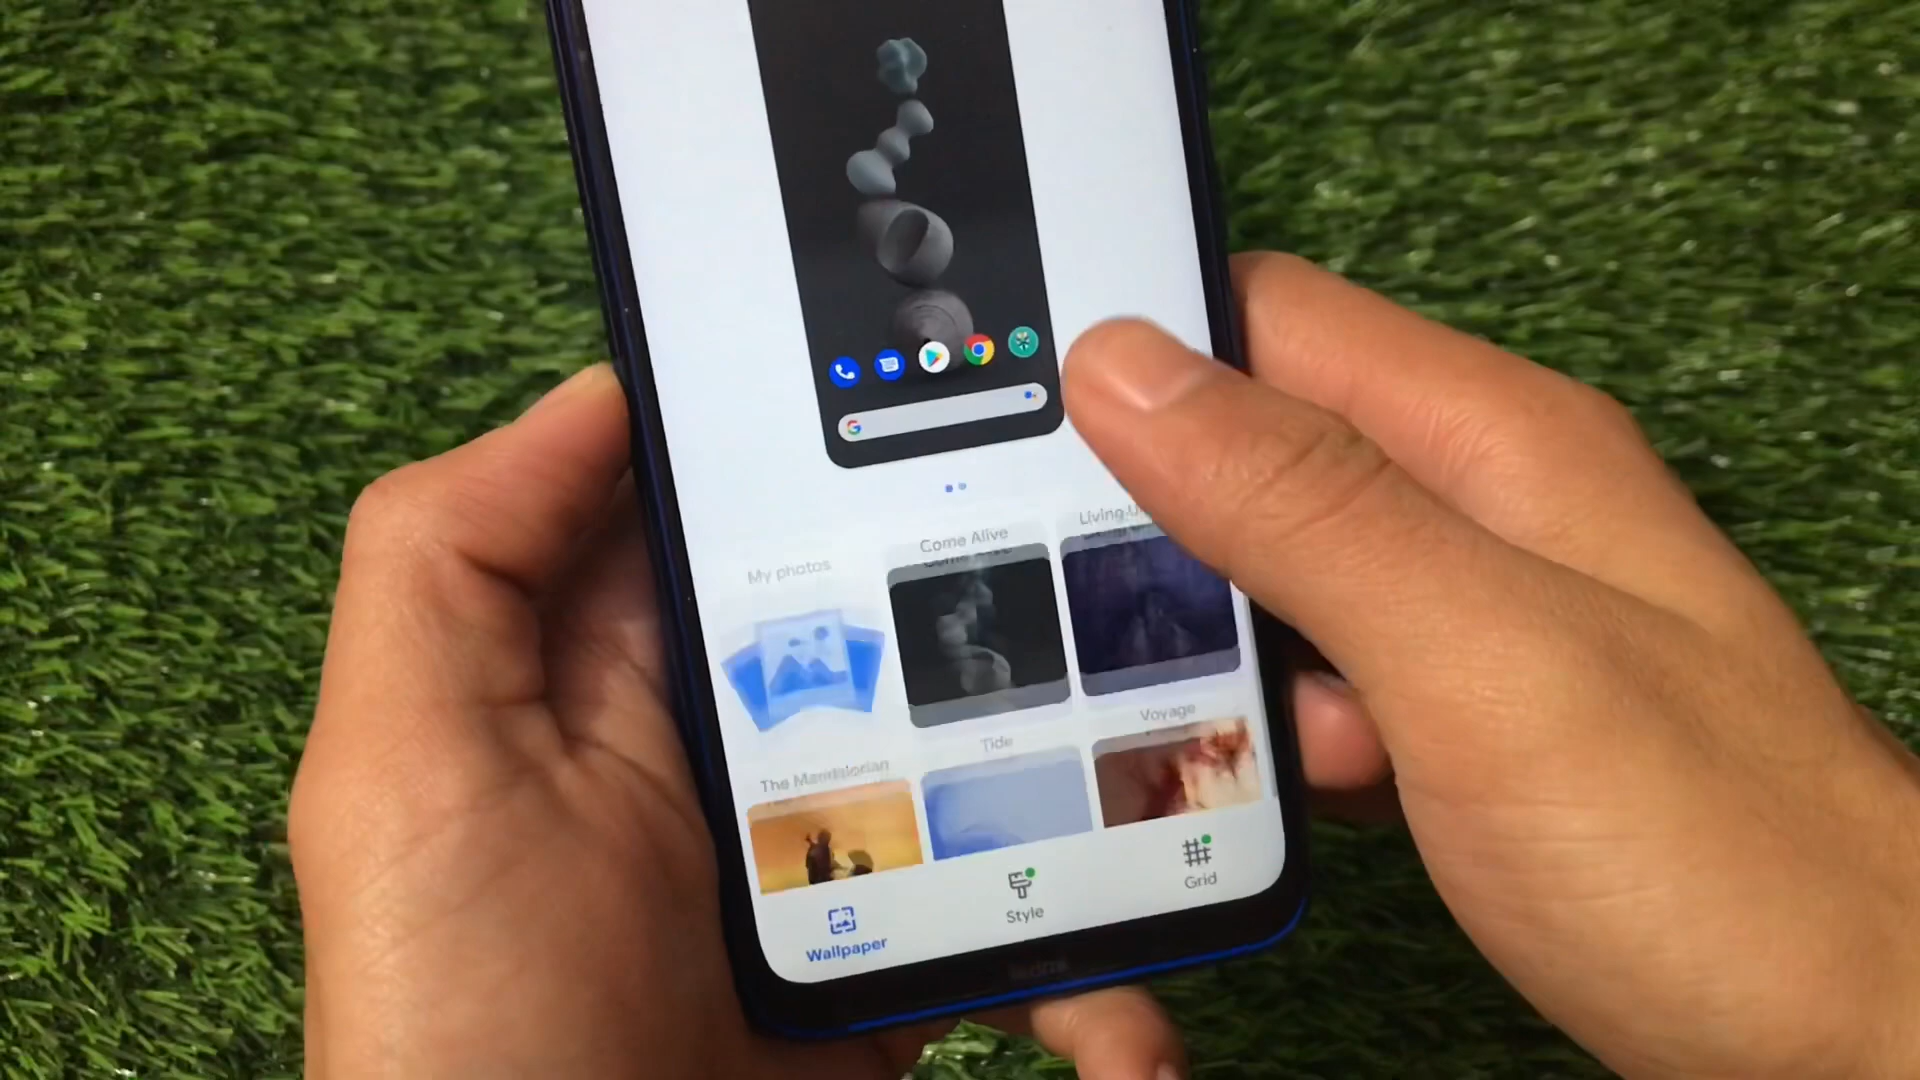 Come Alive
My photos
Voyage
Tide
The Mandalorian
Grid
Style
Wallpaper